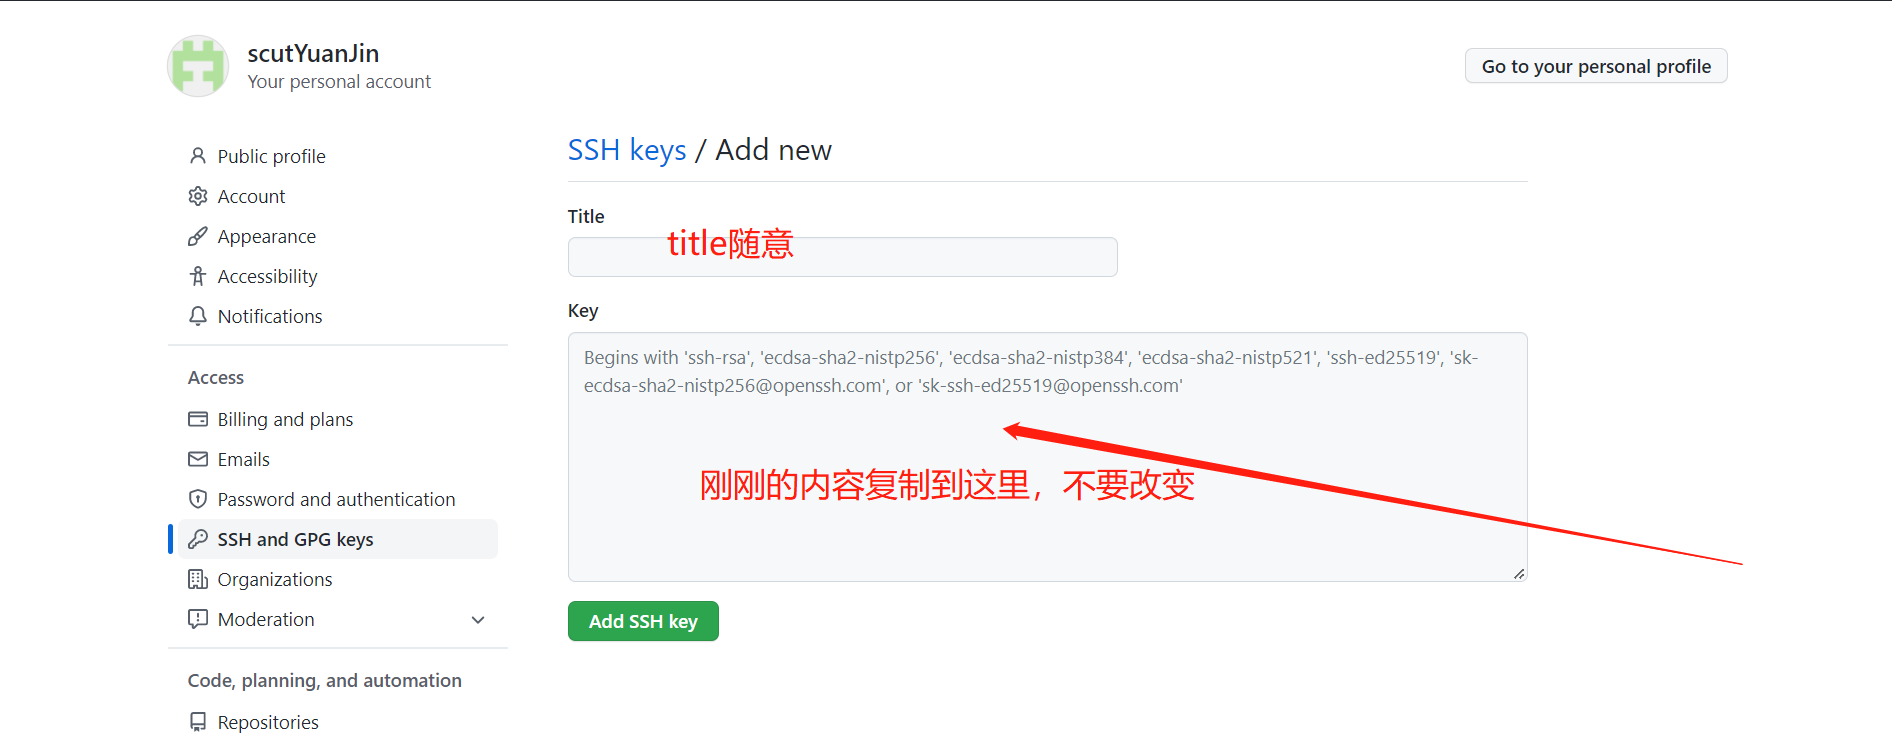 scutYuanJin
Your personal account
Go to your personal profile
Public profile
Account
Appearance
Accessibility
Notifications
Access
Billing and plans
Emails
Password and authentication
SSH and GPG keys
Organizations
Moderation
Code, planning, and automation
Repositories
SSH keys / Add new
Title
title随意
Key
Begins with 'ssh-rsa', 'ecdsa-sha2-nistp256', 'ecdsa-sha2-nistp384', 'ecdsa-sha2-nistp521', 'ssh-ed25519', 'sk-
ecdsa-sha2-nistp256@openssh.com', or 'sk-ssh-ed25519@openssh.com'
刚刚的内容复制到这里，不要改变
Add SSH key